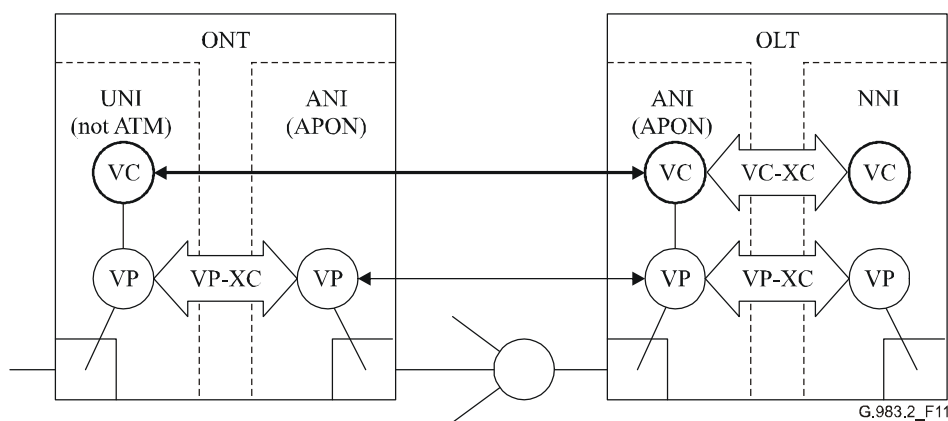 ONT
OLT
UNI
(not ATM)
ANI
(APON)
ANI
(APON)
NNI
VC
VC
VC-XC
VC
VP
VP-XC
VP
VP
VP-XC
VP
G.983.2_F11